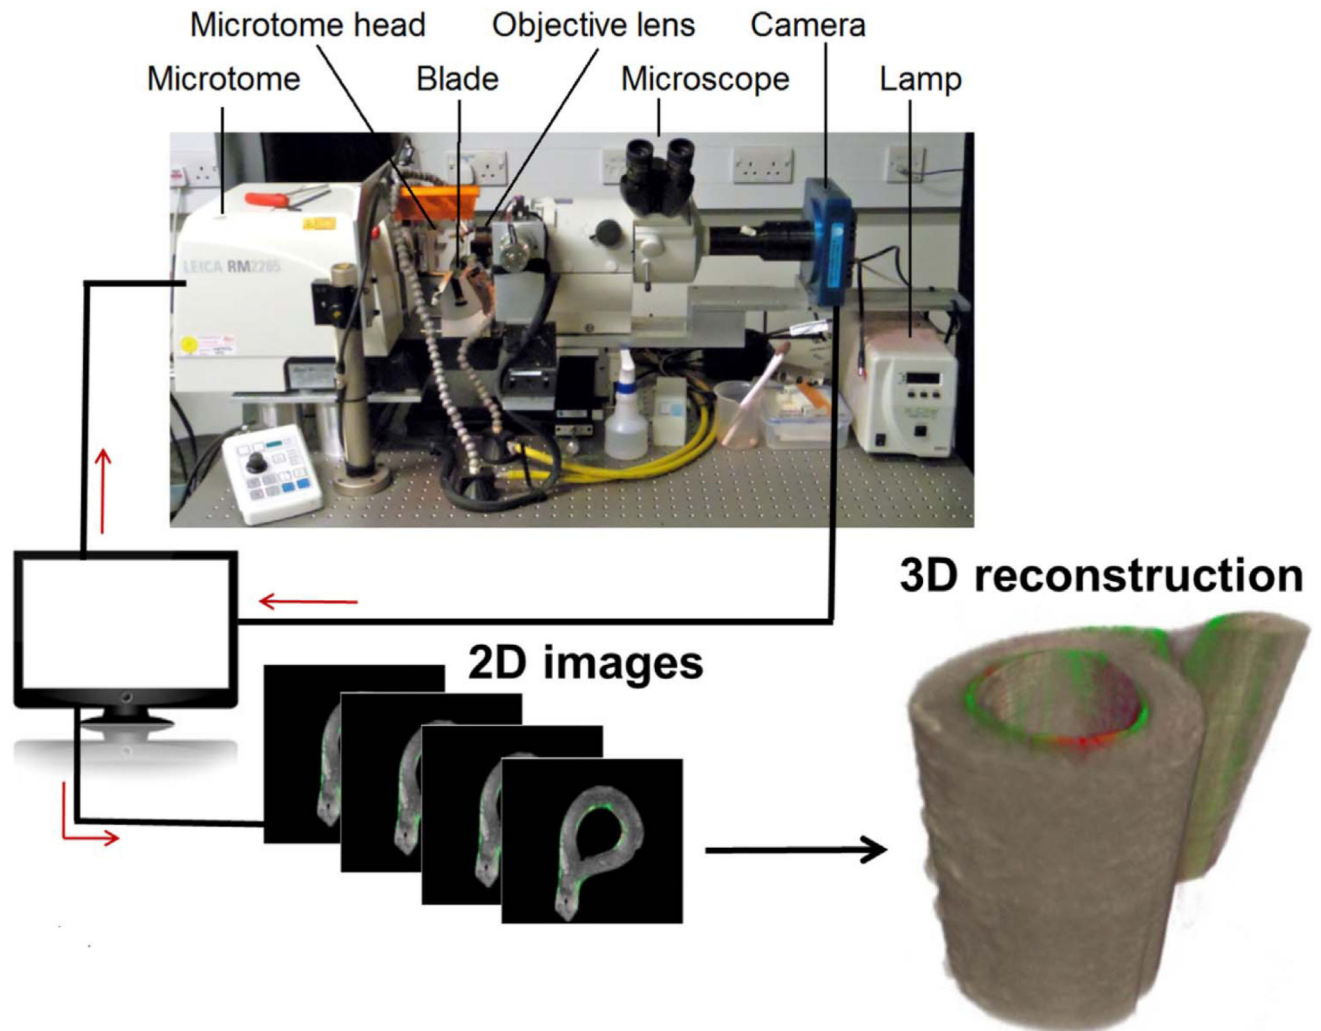 Microtome head
Objective lens
Camera
Microtome
Blade
Microscope
Lamp
LEICA RM2265
3D reconstruction
2D images